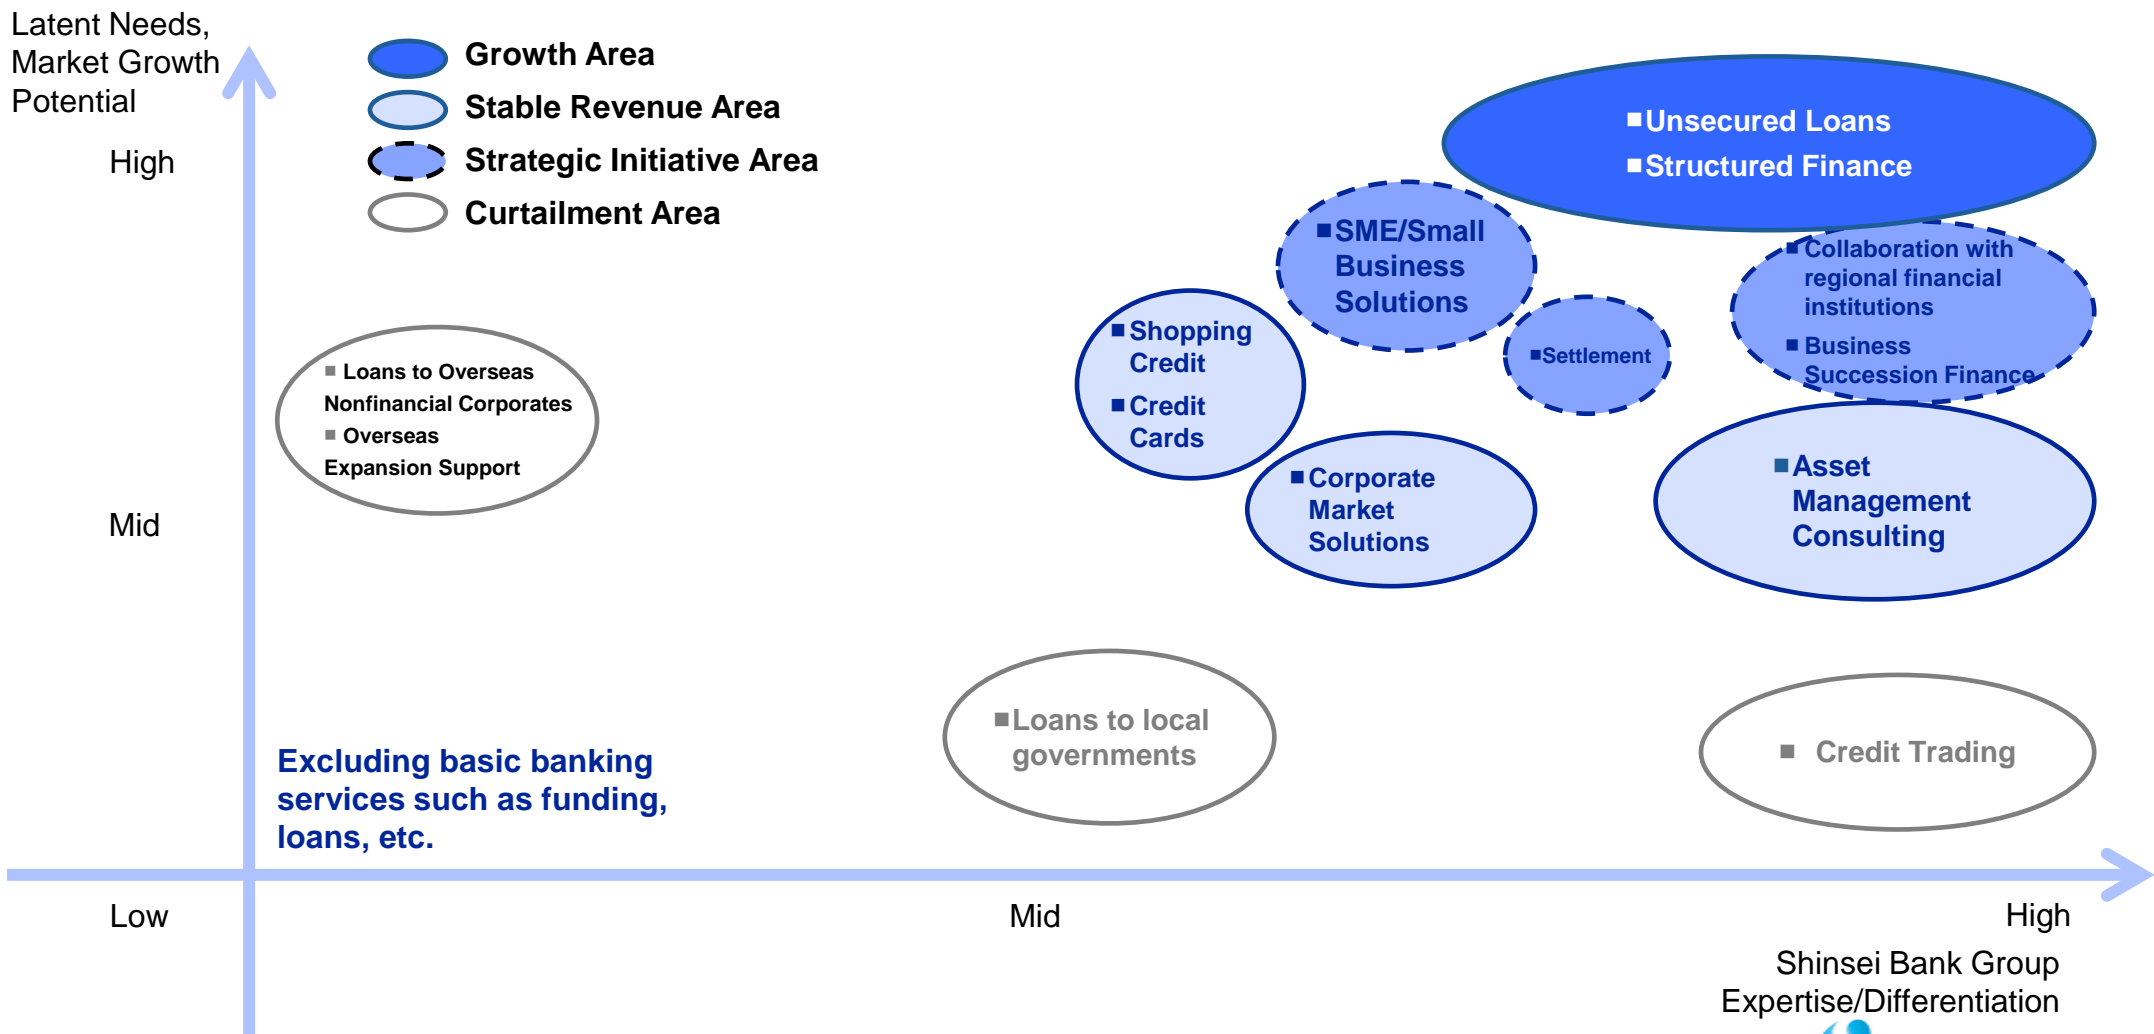 Latent Needs,
Market Growth
Potential
High
Mid
Low
Growth Area
Stable Revenue Area
Strategic Initiative Area
Curtailment Area
■Unsecured Loans
■Structured Finance
■SME/Small
Business
Solutions
■Collaboration with
regional financial
institutions
■Business
Succession Finance
■Settlement
■Shopping
Credit
■Credit
Cards
■Loans to Overseas
Nonfinancial Corporates
■Overseas
Expansion Support
■Corporate
Market
Solutions
■Asset
Management
Consulting
■Loans to local
governments
■Credit Trading
Excluding basic banking
services such as funding,
loans, etc.
Mid
High
Shinsei Bank Group
Expertise/Differentiation